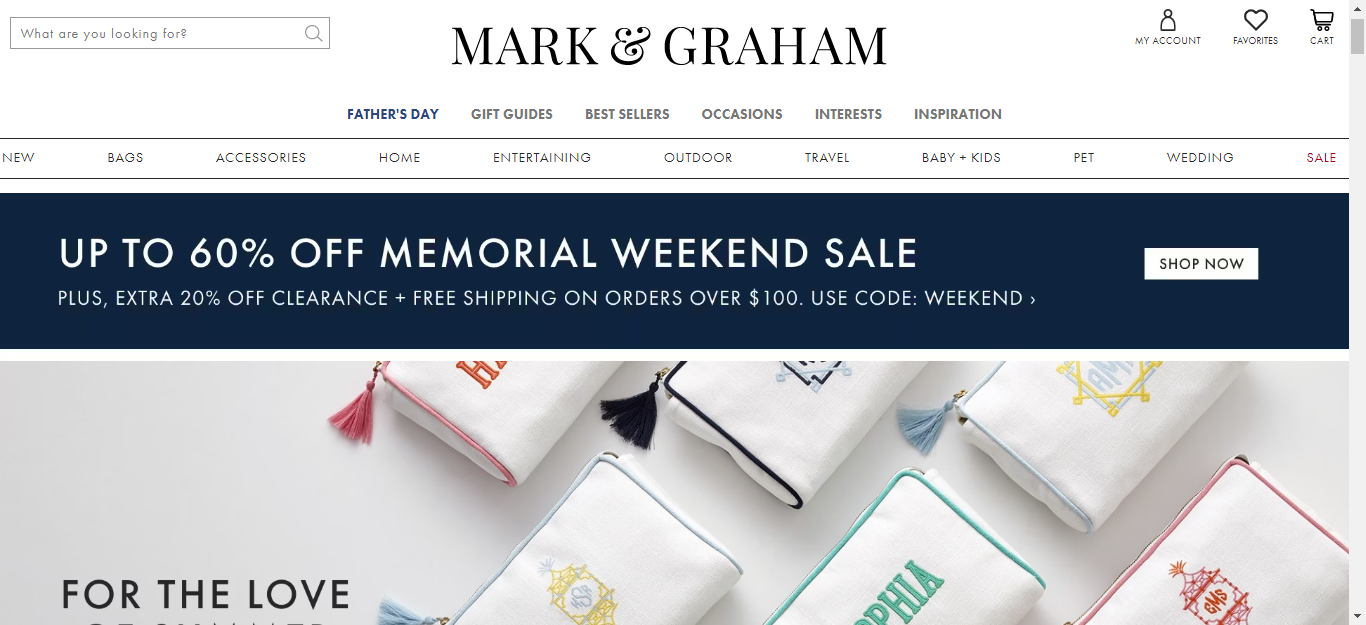 What are you looking for?
MARK & GRAHAM
MY ACCOUNT
FAVORITES
CART
FATHER'S DAY GIFT GUIDES BEST SELLERS OCCASIONS INTERESTS INSPIRATION
NEW BAGS ACCESSORIES HOME ENTERTAINING OUTDOOR TRAVEL BABY + KIDS PET WEDDING SALE
UP TO 60% OFF MEMORIAL WEEKEND SALE
PLUS, EXTRA 20% OFF CLEARANCE + FREE SHIPPING ON ORDERS OVER $100. USE CODE: WEEKEND ›
SHOP NOW
GMS
FOR THE LOVE